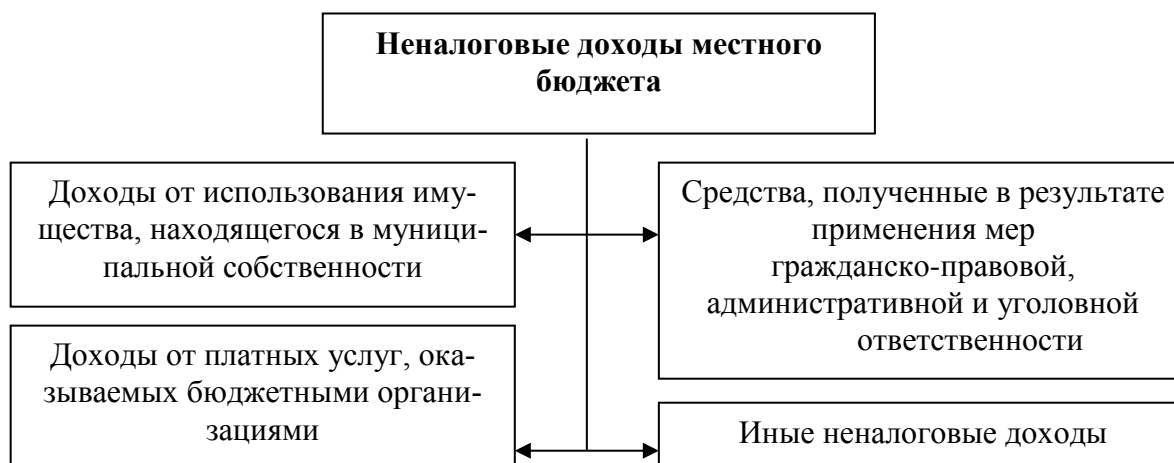 Неналоговые доходы местного
бюджета
Доходы от использования иму-
щества, находящегося в муници-
пальной собственности
Средства, полученные в результате
применения мер
гражданско-правовой,
административной и уголовной
ответственности
Доходы от платных услуг, ока-
зываемых бюджетными органи-
зациями
Иные неналоговые доходы